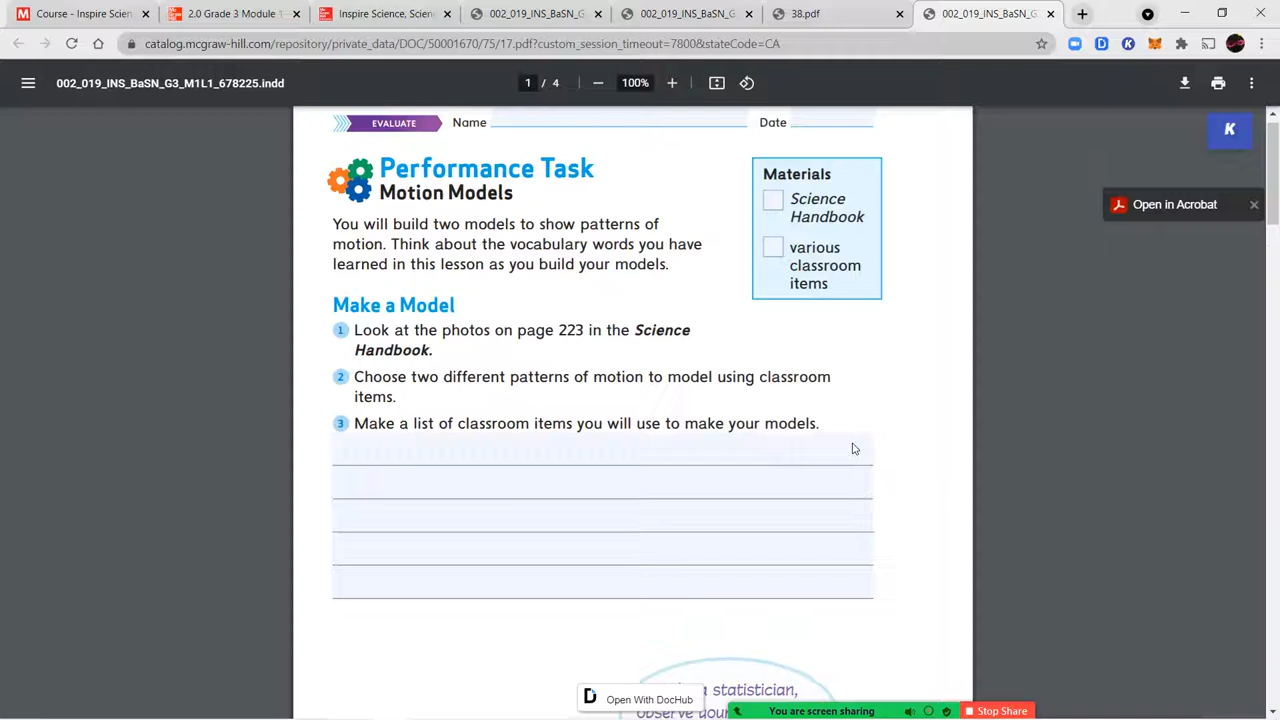 Course - Inspire Scien
2.0 Grade 3 Module 1
Inspire Science, Scienc
002_019_INS_BaSN_G
002_019_INS_BaSN_G
38.pdf
002_019_INS_BaSN_G
catalog.mcgraw-hill.com/repository/private_data/DOC/50006670/75/17.pdf?custom_session_timeout=7800&stateCode=CA
002_019_INS_BaSN_G3_M1L1_678225.indd
1 / 4
100%
EVALUATE Name Date
K
Open in Acrobat
Performance Task
Motion Models
You will build two models to show patterns of
motion. Think about the vocabulary words you have
learned in this lesson as you build your models.
Materials
Science
Handbook
various
classroom
items
Make a Model
1 Look at the photos on page 223 in the Science
Handbook.
2 Choose two different patterns of motion to model using classroom
items.
3 Make a list of classroom items you will use to make your models.
a statistician,
Open With DocHub
You are screen sharing
Stop Share